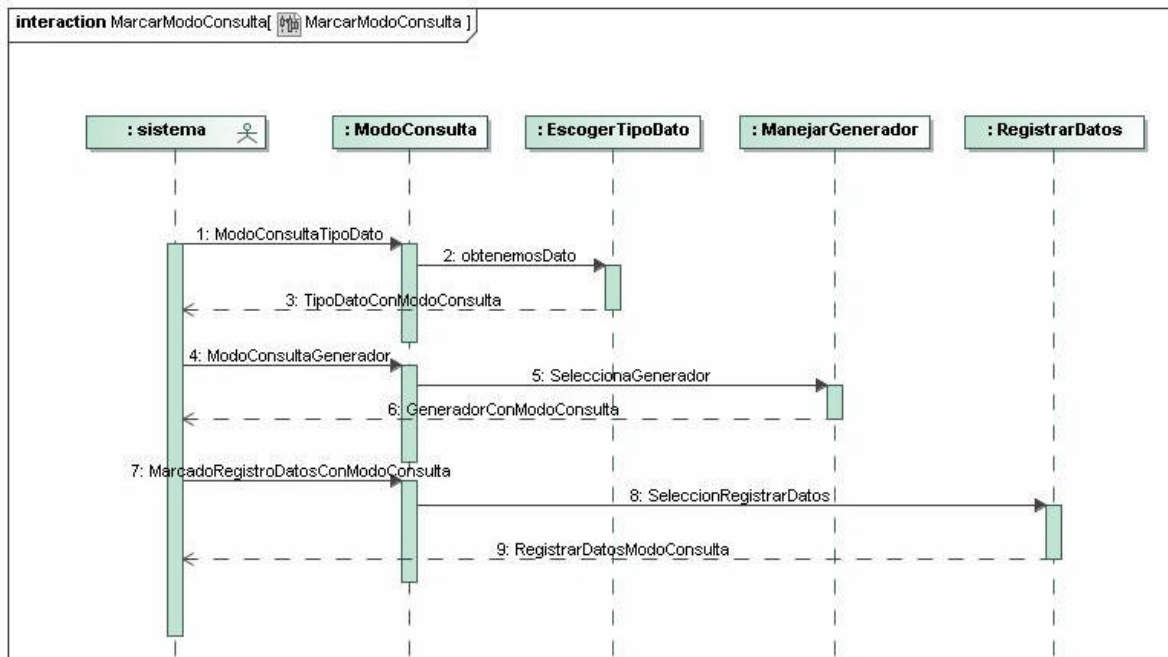 interaction MarcarModoConsulta[ MarcarModoConsulta ]
: sistema
: ModoConsulta
: EscogerTipoDato
: ManejarGenerador
: RegistrarDatos
1: ModoConsultaTipoDato
2: obtenemosDato
3: TipoDatoConModoConsulta
4: ModoConsultaGenerador
5: SeleccionaGenerador
6: GeneradorConModoConsulta
7: MarcadoRegistroDatosConModoConsulta
8: SeleccionRegistrarDatos
9: RegistrarDatosModoConsulta